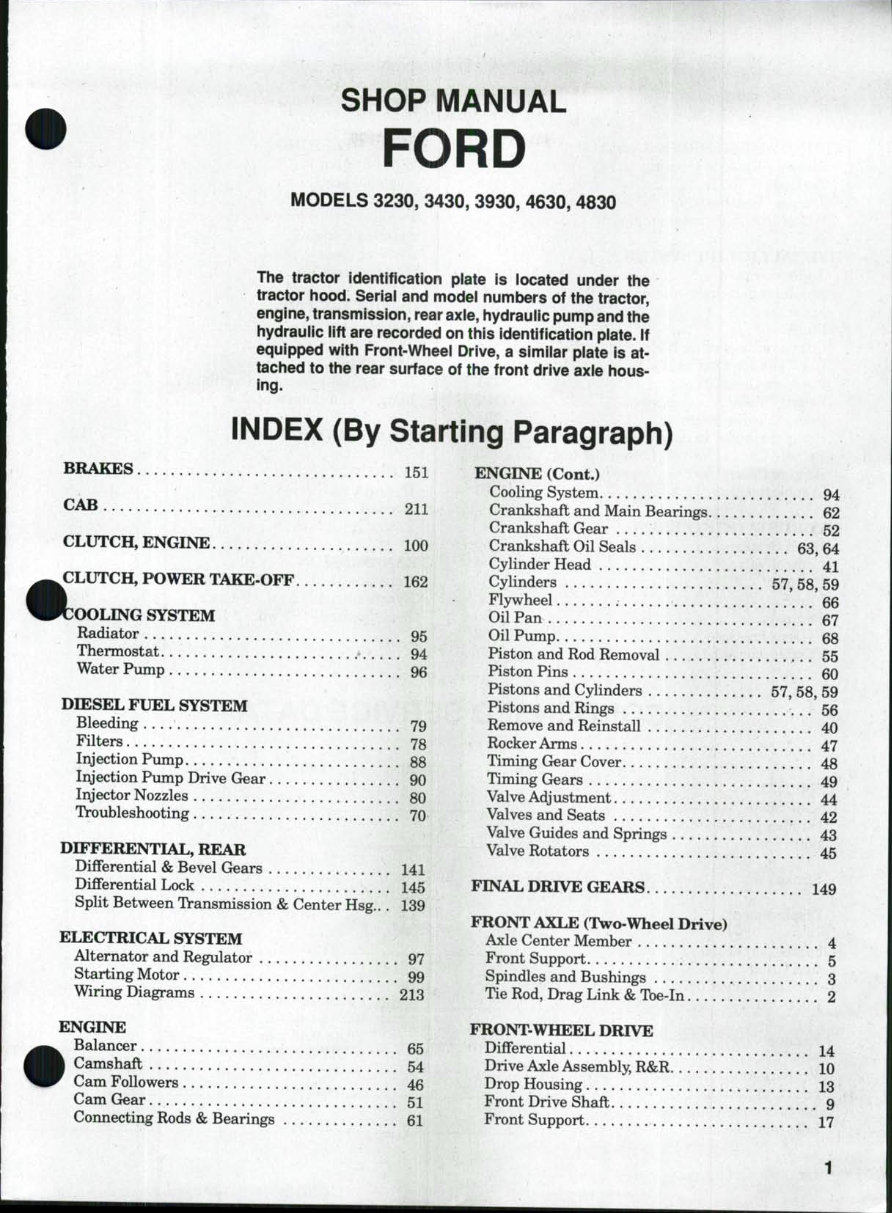 SHOP MANUAL
FORD
MODELS 3230, 3430, 3930, 4630, 4830
The tractor identification plate is located under the
tractor hood. Serial and model numbers of the tractor,
engine, transmission, rear axle, hydraulic pump and the
hydraulic lift are recorded on this identification plate. If
equipped with Front-Wheel Drive, a similar plate is at-
tached to the rear surface of the front drive axle hous-
ing.
INDEX (By Starting Paragraph)
BRAKES 151
CAB 211
CLUTCH, ENGINE 100
CLUTCH, POWER TAKE-OFF 162
COOLING SYSTEM
Radiator 95
Thermostat 94
Water Pump 96
DIESEL FUEL SYSTEM
Bleeding 79
Filters 78
Injection Pump 88
Injection Pump Drive Gear 90
Injector Nozzles 80
Troubleshooting 70
DIFFERENTIAL, REAR
Differential & Bevel Gears 141
Differential Lock 145
Split Between Transmission & Center Hsg... 139
ELECTRICAL SYSTEM
Alternator and Regulator 97
Starting Motor 99
Wiring Diagrams 213
ENGINE
Balancer 65
Camshaft 54
Cam Followers 46
Cam Gear 51
Connecting Rods & Bearings 61
ENGINE (Cont.)
Cooling System 94
Crankshaft and Main Bearings 62
Crankshaft Gear 52
Crankshaft Oil Seals 63, 64
Cylinder Head 41
Cylinders 57, 58, 59
Flywheel 66
Oil Pan 67
Oil Pump 68
Piston and Rod Removal 55
Piston Pins 60
Pistons and Cylinders 57, 58, 59
Pistons and Rings 56
Remove and Reinstall 40
Rocker Arms 47
Timing Gear Cover 48
Timing Gears 49
Valve Adjustment 44
Valves and Seats 42
Valve Guides and Springs 43
Valve Rotators 45
FINAL DRIVE GEARS 149
FRONT AXLE (Two-Wheel Drive)
Axle Center Member 4
Front Support 5
Spindles and Bushings 3
Tie Rod, Drag Link & Toe-In 2
FRONT-WHEEL DRIVE
Differential 14
Drive Axle Assembly, R&R 10
Drop Housing 13
Front Drive Shaft 9
Front Support 17
1